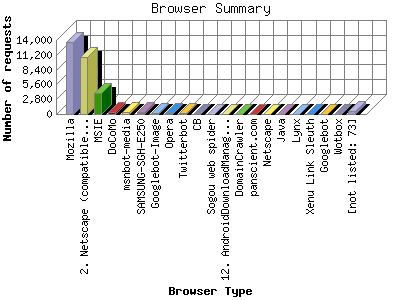 Browser Summary
Number of requests
14,000
11,200
8,400
5,600
2,800
0
Mozilla
2. Netscape (compatible...
MSIE
DoCoMo
msnbot-media
SAMSUNG-SGH-E250
Googlebot-Image
Opera
Twitterbot
CB
Sogou web spider
12. AndroidDownloadManag...
DomainCrawler
panscient.com
Netscape
Java
Lynx
Xenu Link Sleuth
Googlebot
Wotbox
[not listed: 73]
Browser Type